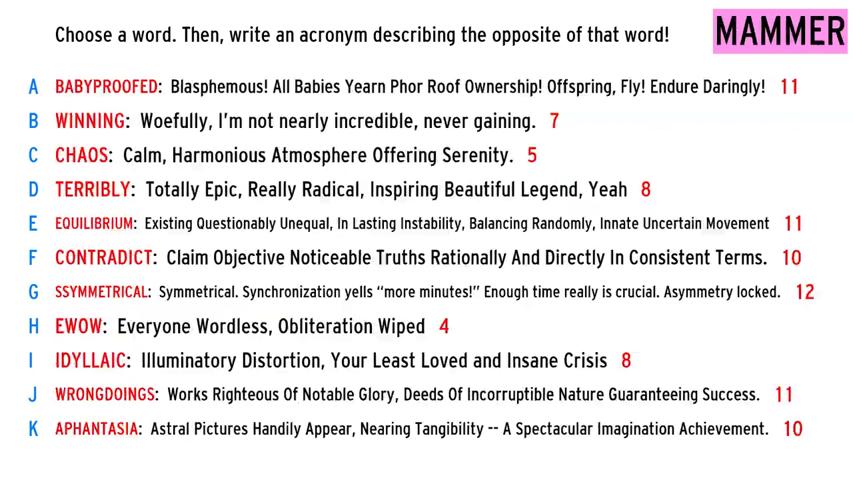 Choose a word. Then, write an acronym describing the opposite of that word! MAMMER
A BABYPROOFED: Blasphemous! All Babies Yearn Phor Roof Ownership! Offspring, Fly! Endure Daringly! 11
B WINNING: Woefully, I'm not nearly incredible, never gaining. 7
C CHAOS: Calm, Harmonious Atmosphere Offering Serenity. 5
D TERRIBLY: Totally Epic, Really Radical, Inspiring Beautiful Legend, Yeah 8
E EQUILIBRIUM: Existing Questionably Unequal, In Lasting Instability, Balancing Randomly, Innate Uncertain Movement 11
F CONTRADICT: Claim Objective Noticeable Truths Rationally And Directly In Consistent Terms. 10
G SSYMMETRICAL: Symmetrical. Synchronization yells "more minutes!" Enough time really is crucial. Asymmetry locked. 12
H EWOW: Everyone Wordless, Obliteration Wiped 4
I IDYLLAIC: Illuminatory Distortion, Your Least Loved and Insane Crisis 8
J WRONGDOINGS: Works Righteous Of Notable Glory, Deeds Of Incorruptible Nature Guaranteeing Success. 11
K APHANTASIA: Astral Pictures Handily Appear, Nearing Tangibility -- A Spectacular Imagination Achievement. 10